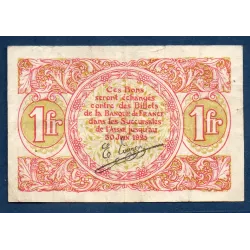 Ces Bons
seront échangés
contre des Billets
de la Banque de France
dans les Succursales
de l'Aisne jusqu'au
30 Juin 1925
1fr 1fr